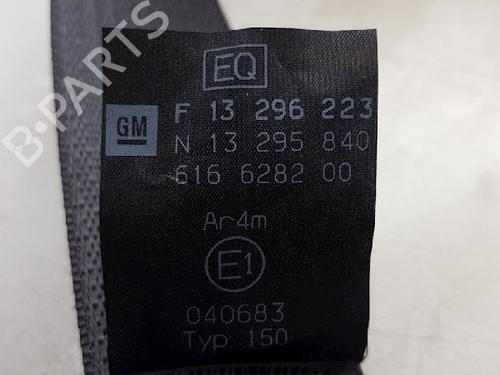 EQ
GM
F 13 296 223
N 13 295 840
616 6282 00
Ar4m
E1
040683
Typ 150
B-PARTS